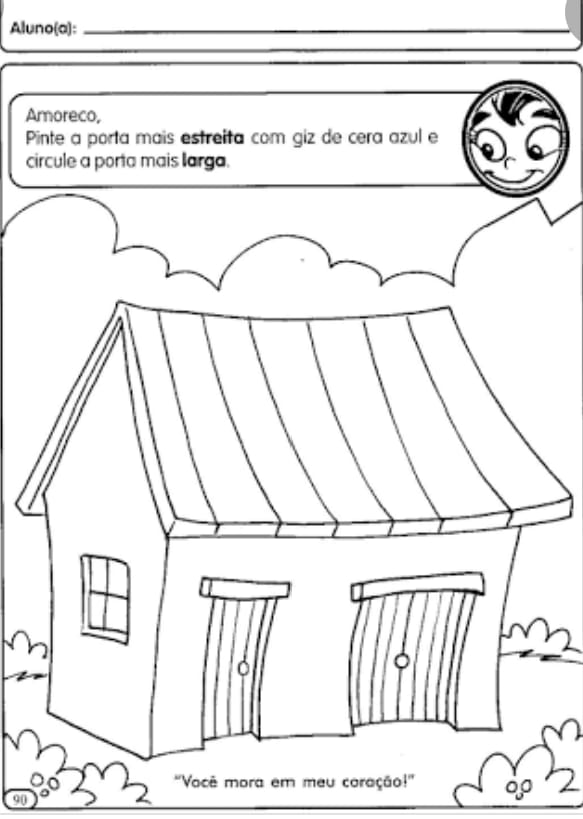 Aluno(a):
Amoreco,
Pinte a porta mais estreita com giz de cera azul e
circule a porta mais larga.
"Você mora em meu coração!"
90